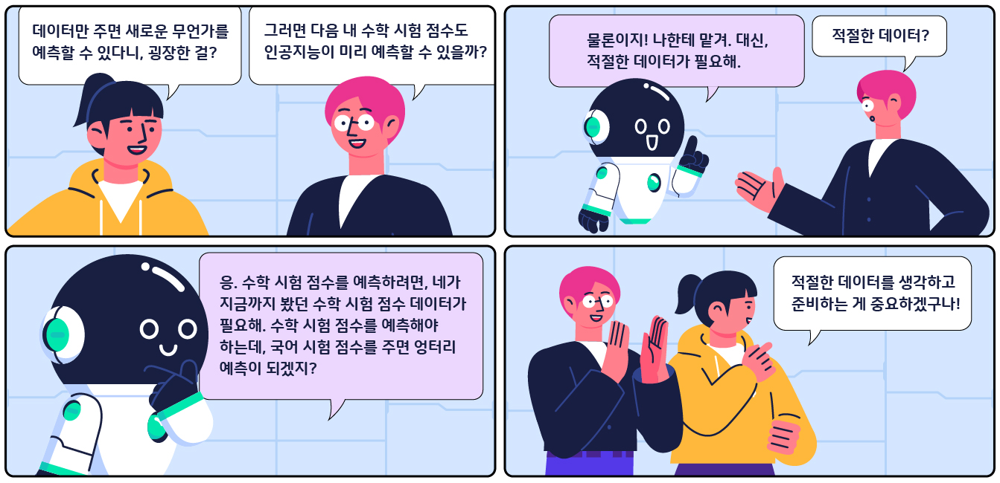 데이터만 주면 새로운 무언가를
예측할 수 있다니, 굉장한 걸?
그러면 다음 내 수학 시험 점수도
인공지능이 미리 예측할 수 있을까?
물론이지! 나한테 맡겨. 대신,
적절한 데이터가 필요해.
적절한 데이터?
응. 수학 시험 점수를 예측하려면, 네가
지금까지 봤던 수학 시험 점수 데이터가
필요해. 수학 시험 점수를 예측해야
하는데, 국어 시험 점수를 주면 엉터리
예측이 되겠지?
적절한 데이터를 생각하고
준비하는 게 중요하겠구나!